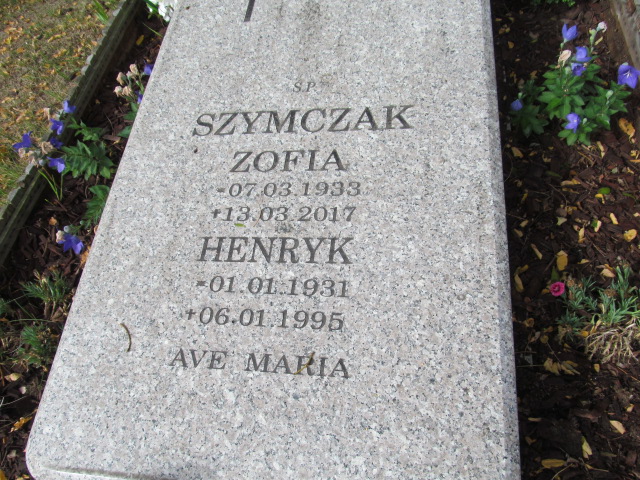 S.P.
SZYMCZAK
ZOFIA
*07.03.1933
+13.03.2017
HENRYK
*01.01.1931
+06.01.1995
AVE MARIA